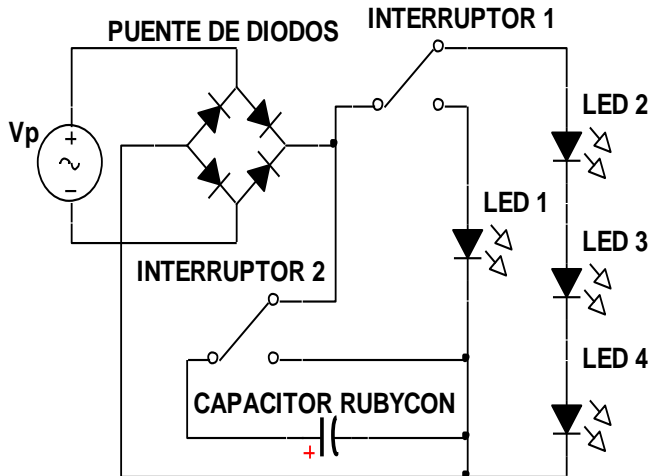 PUENTE DE DIODOS
INTERRUPTOR 1
Vp
+
−
LED 2
LED 1
LED 3
INTERRUPTOR 2
LED 4
CAPACITOR RUBYCON
+